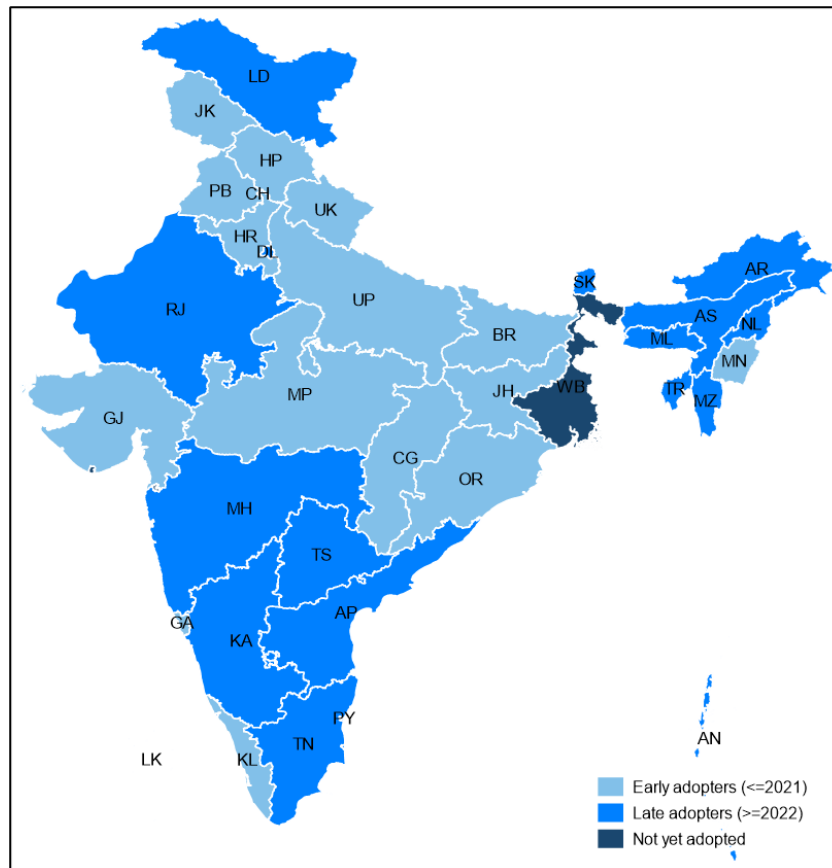 LD
JK
HP
PB
CH
UK
HR
DL
RJ
UP
SK
AR
AS
NL
BR
ML
MN
MP
JH
WB
TR
MZ
GJ
CG
OR
MH
TS
AP
GA
KA
PY
LK
KL
TN
AN
Early adopters (<=2021)
Late adopters (>=2022)
Not yet adopted